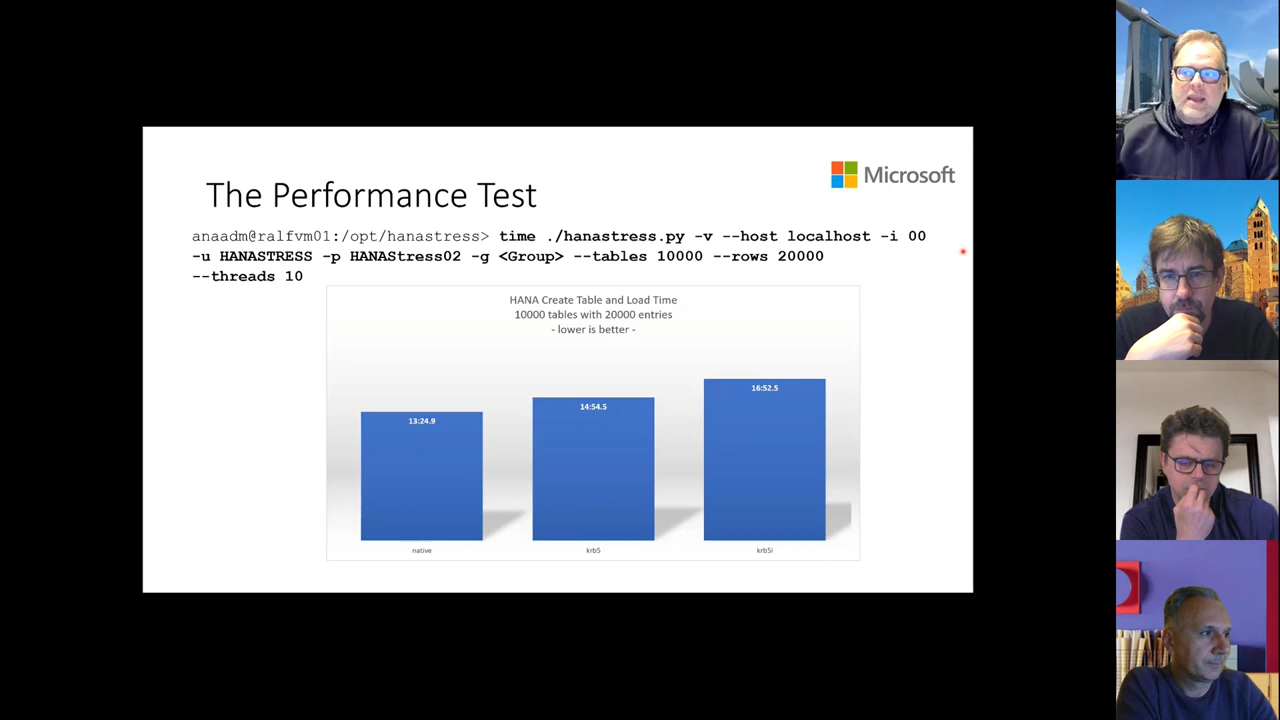 Microsoft
The Performance Test
anaadm@ralfvm01:/opt/hanastress> time ./hanastress.py -v --host localhost -i 00
-u HANASTRESS -p HANAStress02 -g <Group> --tables 10000 --rows 20000
--threads 10
HANA Create Table and Load Time
10000 tables with 20000 entries
- lower is better -
13:24.9
14:54.5
16:52.5
native
krb5
krb5i